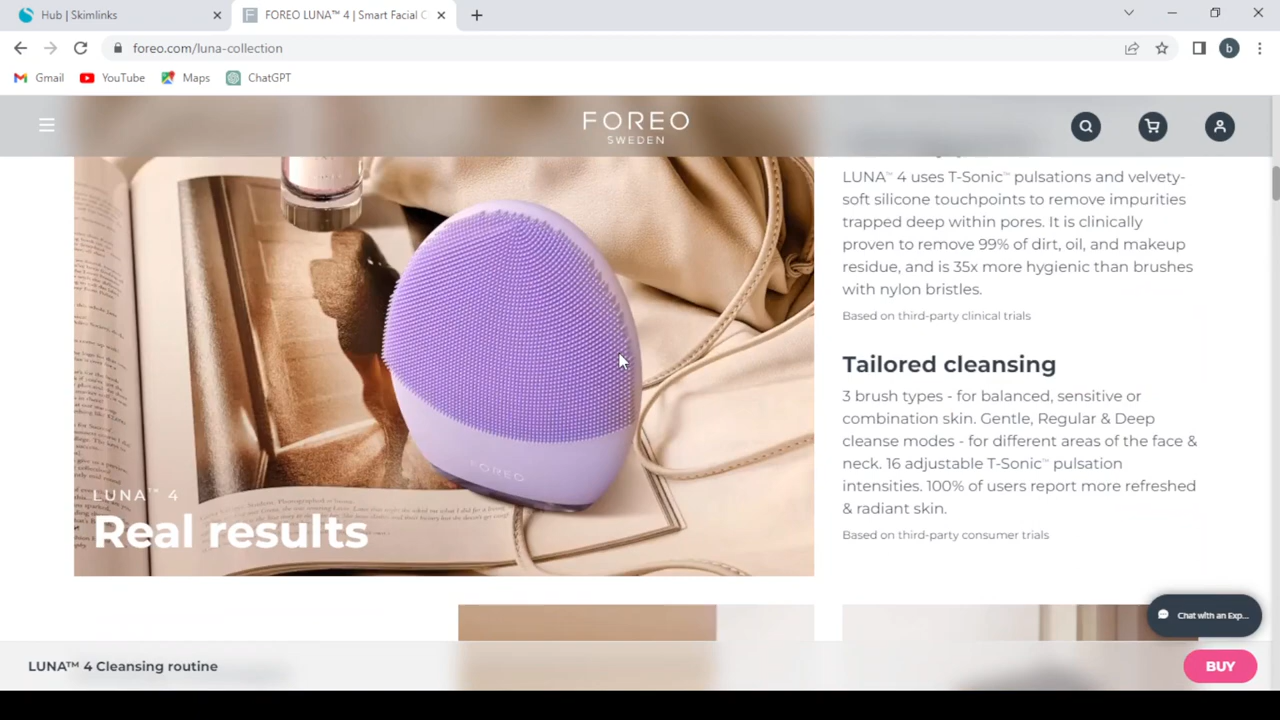 Hub | Skimlinks
FOREO LUNA™ 4 | Smart Facial C
foreo.com/luna-collection
b
Gmail
YouTube
Maps
ChatGPT
FOREO
SWEDEN
LUNA™ 4 uses T-Sonic™ pulsations and velvety-
soft silicone touchpoints to remove impurities
trapped deep within pores. It is clinically
proven to remove 99% of dirt, oil, and makeup
residue, and is 35x more hygienic than brushes
with nylon bristles.
Based on third-party clinical trials
Tailored cleansing
3 brush types - for balanced, sensitive or
combination skin. Gentle, Regular & Deep
cleanse modes - for different areas of the face &
neck. 16 adjustable T-Sonic™ pulsation
intensities. 100% of users report more refreshed
& radiant skin.
Based on third-party consumer trials
FOREO
LUNA™ 4
Real results
Chat with an Exp...
LUNA™ 4 Cleansing routine
BUY